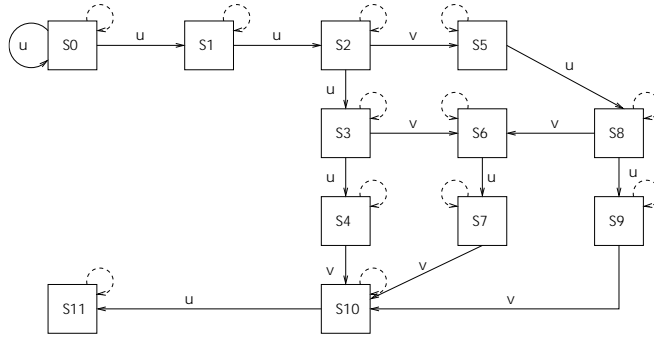 u S0 u S1 u S2 v S5
u u
S3 v S6 v S8
u u u
S4 S7 S9
v v v
S11 u S10